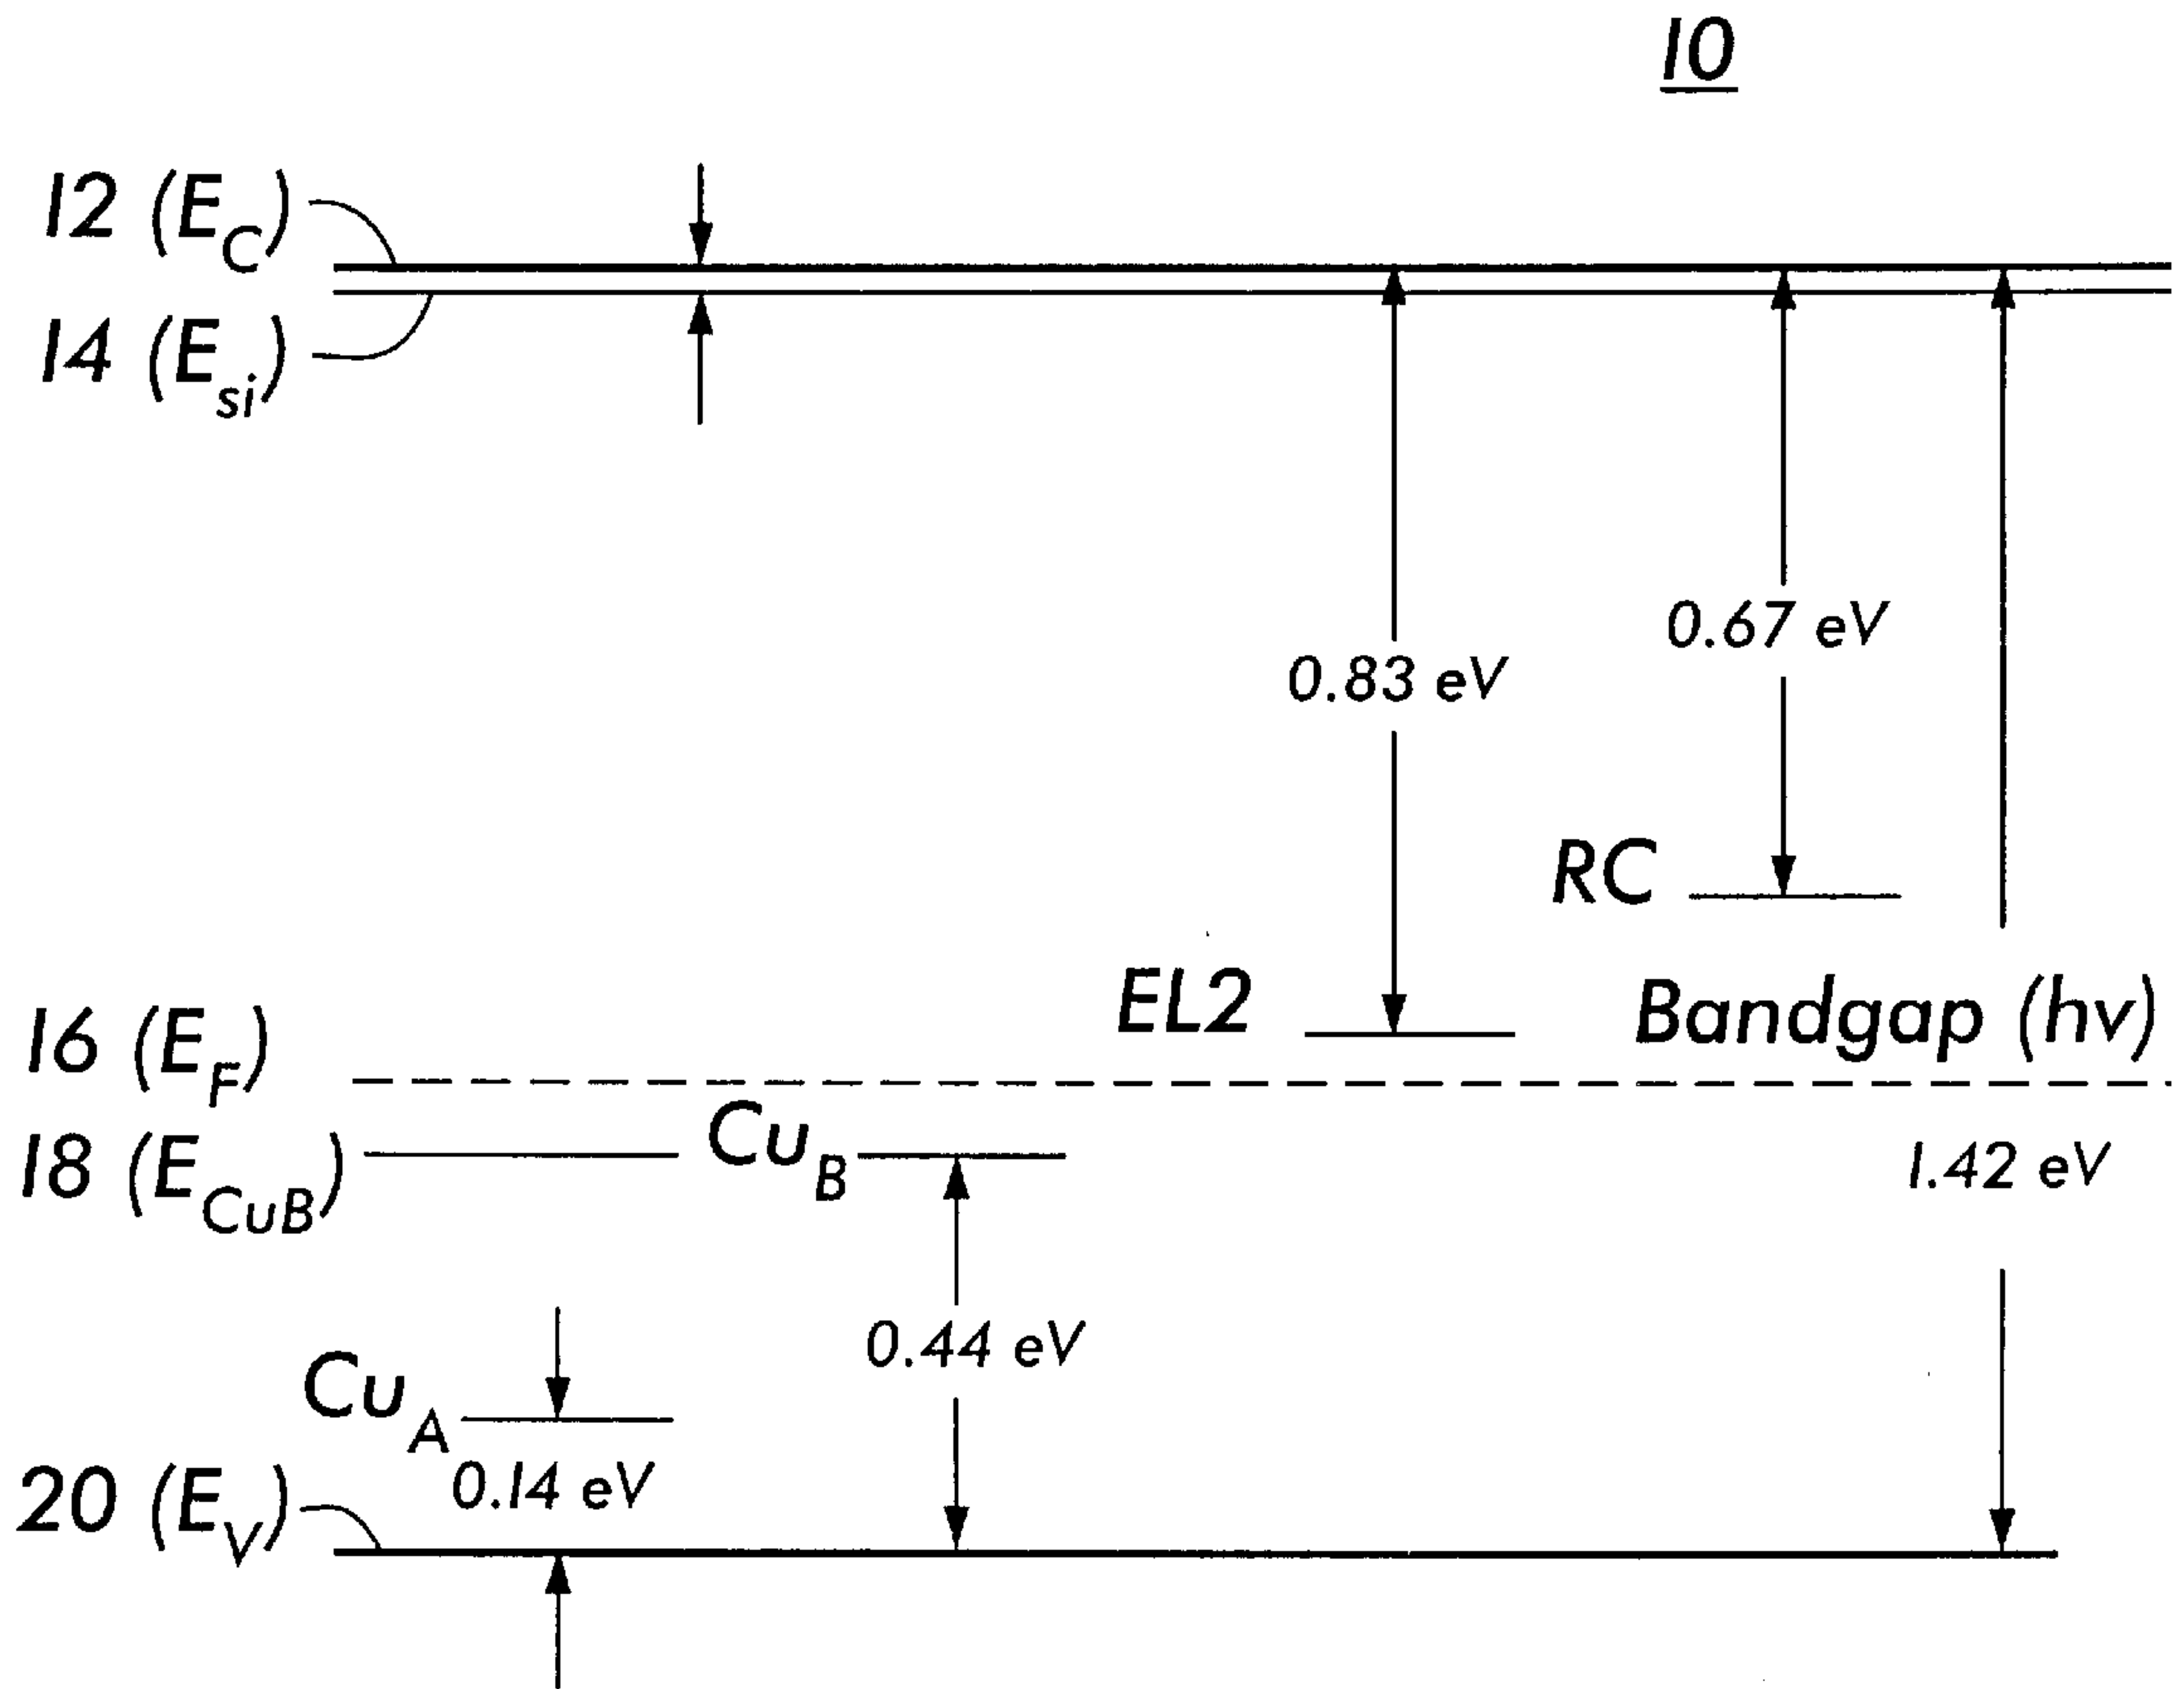 10
12 (E_C)
14 (E_si)
0.67 eV
0.83 eV
RC
EL2
Bandgap (hv)
16 (E_F)
Cu_B
18 (E_CuB)
1.42 eV
0.44 eV
Cu_A
0.14 eV
20 (E_V)